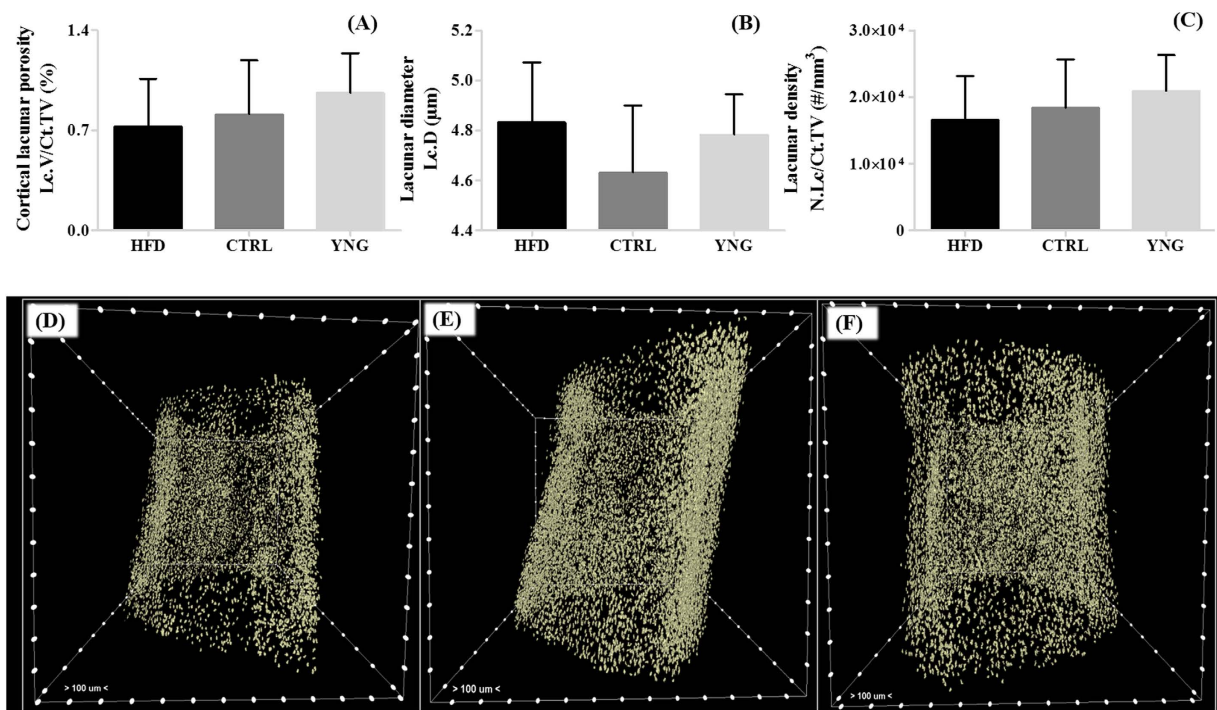 (A)
Cortical lacunar porosity
Lc.V/Ct.TV (%)
1.4
0.7
0.0
HFD CTRL YNG
(B)
Lacunar diameter
Lc.D (µm)
5.2
5.0
4.8
4.6
4.4
HFD CTRL YNG
(C)
Lacunar density
N.Lc/Ct.TV (#/mm³)
3.0×10⁴
2.0×10⁴
1.0×10⁴
0
HFD CTRL YNG
(D)
> 100 um <
(E)
> 100 um <
(F)
> 100 um <